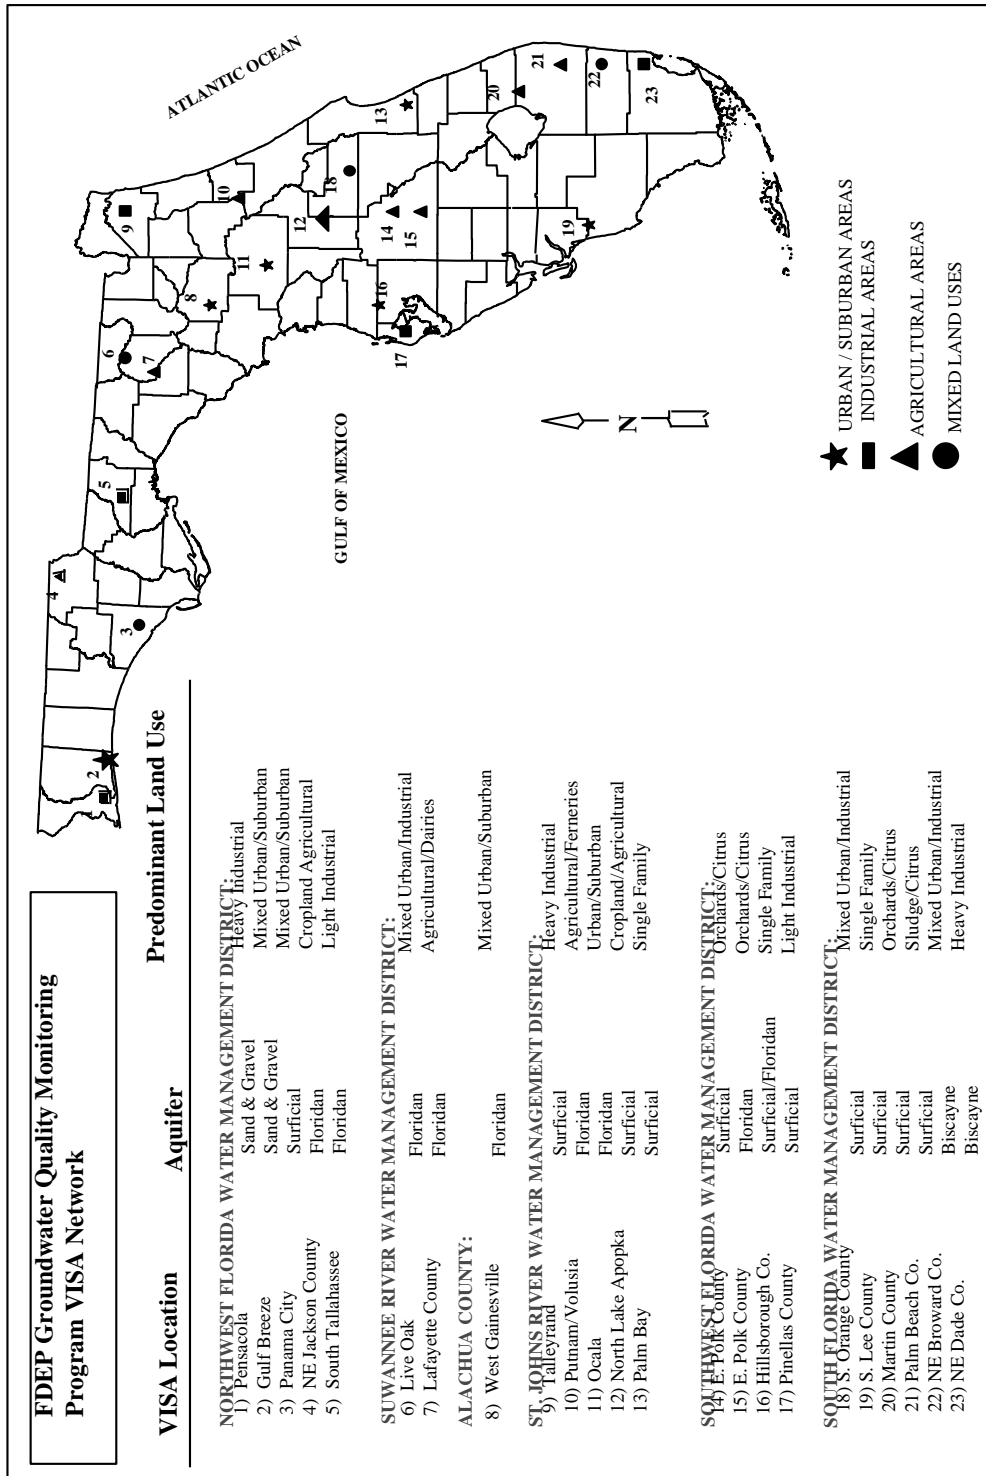 FDEP Groundwater Quality Monitoring
Program VISA Network
VISA Location Aquifer Predominant Land Use
NORTHWEST FLORIDA WATER MANAGEMENT DISTRICT:
1) Pensacola Sand & Gravel Heavy Industrial
2) Gulf Breeze Sand & Gravel Mixed Urban/Suburban
3) Panama City Surficial Mixed Urban/Suburban
4) NE Jackson County Floridan Cropland Agricultural
5) South Tallahassee Floridan Light Industrial
SUWANNEE RIVER WATER MANAGEMENT DISTRICT:
6) Live Oak Floridan Mixed Urban/Industrial
7) Lafayette County Floridan Agricultural/Dairies
ALACHUA COUNTY:
8) West Gainesville Floridan Mixed Urban/Suburban
ST. JOHNS RIVER WATER MANAGEMENT DISTRICT:
9) Talleyrand Surficial Heavy Industrial
10) Putnam/Volusia Floridan Agricultural/Ferneries
11) Ocala Floridan Urban/Suburban
12) North Lake Apopka Surficial Cropland/Agricultural
13) Palm Bay Surficial Single Family
SOUTHWEST FLORIDA WATER MANAGEMENT DISTRICT:
14) E. Polk County Surficial Orchards/Citrus
15) E. Polk County Floridan Orchards/Citrus
16) Hillsborough Co. Surficial/Floridan Single Family
17) Pinellas County Surficial Light Industrial
SOUTH FLORIDA WATER MANAGEMENT DISTRICT:
18) S. Orange County Surficial Mixed Urban/Industrial
19) S. Lee County Surficial Single Family
20) Martin County Surficial Orchards/Citrus
21) Palm Beach Co. Surficial Sludge/Citrus
22) NE Broward Co. Biscayne Mixed Urban/Industrial
23) NE Dade Co. Biscayne Heavy Industrial
2
3
4
5
6
7
8
9
10
11
12
13
14
15
16
17
18
19
20
21
22
23
ATLANTIC OCEAN
GULF OF MEXICO
N
URBAN / SUBURBAN AREAS
INDUSTRIAL AREAS
AGRICULTURAL AREAS
MIXED LAND USES